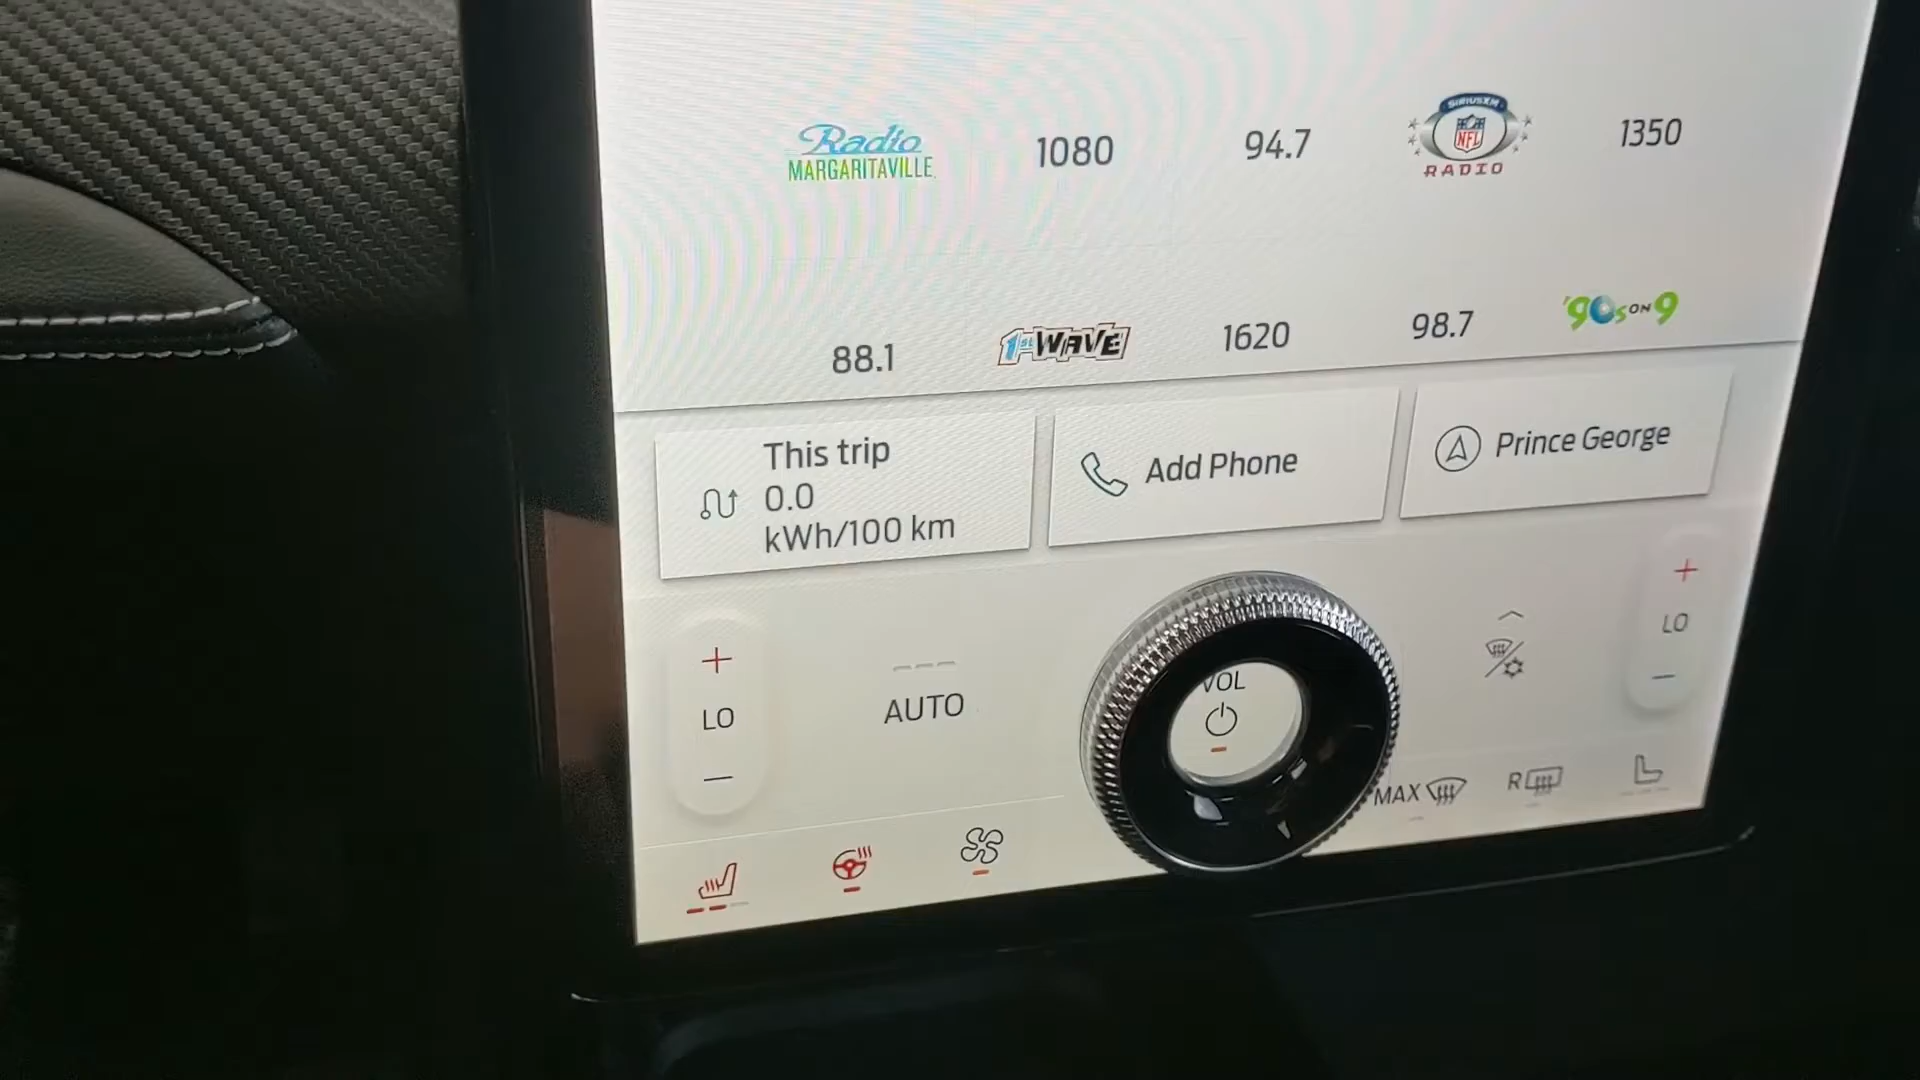 Radio
MARGARITAVILLE
1080
94.7
SIRIUSXM
NFL
RADIO
1350
88.1
1st WAVE
1620
98.7
'90s ON 9
This trip
0.0
kWh/100 km
Add Phone
Prince George
+
LO
—
AUTO
VOL
+
LO
—
MAX
R